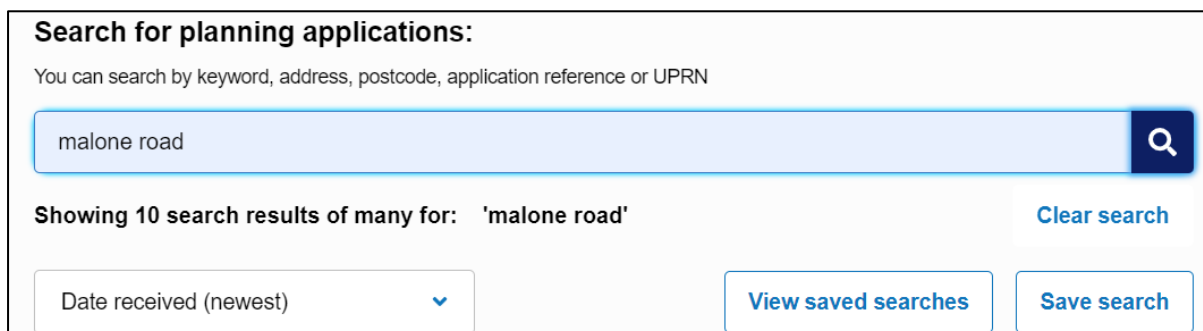 Search for planning applications:
You can search by keyword, address, postcode, application reference or UPRN
malone road
Showing 10 search results of many for: 'malone road'
Clear search
Date received (newest)
View saved searches
Save search